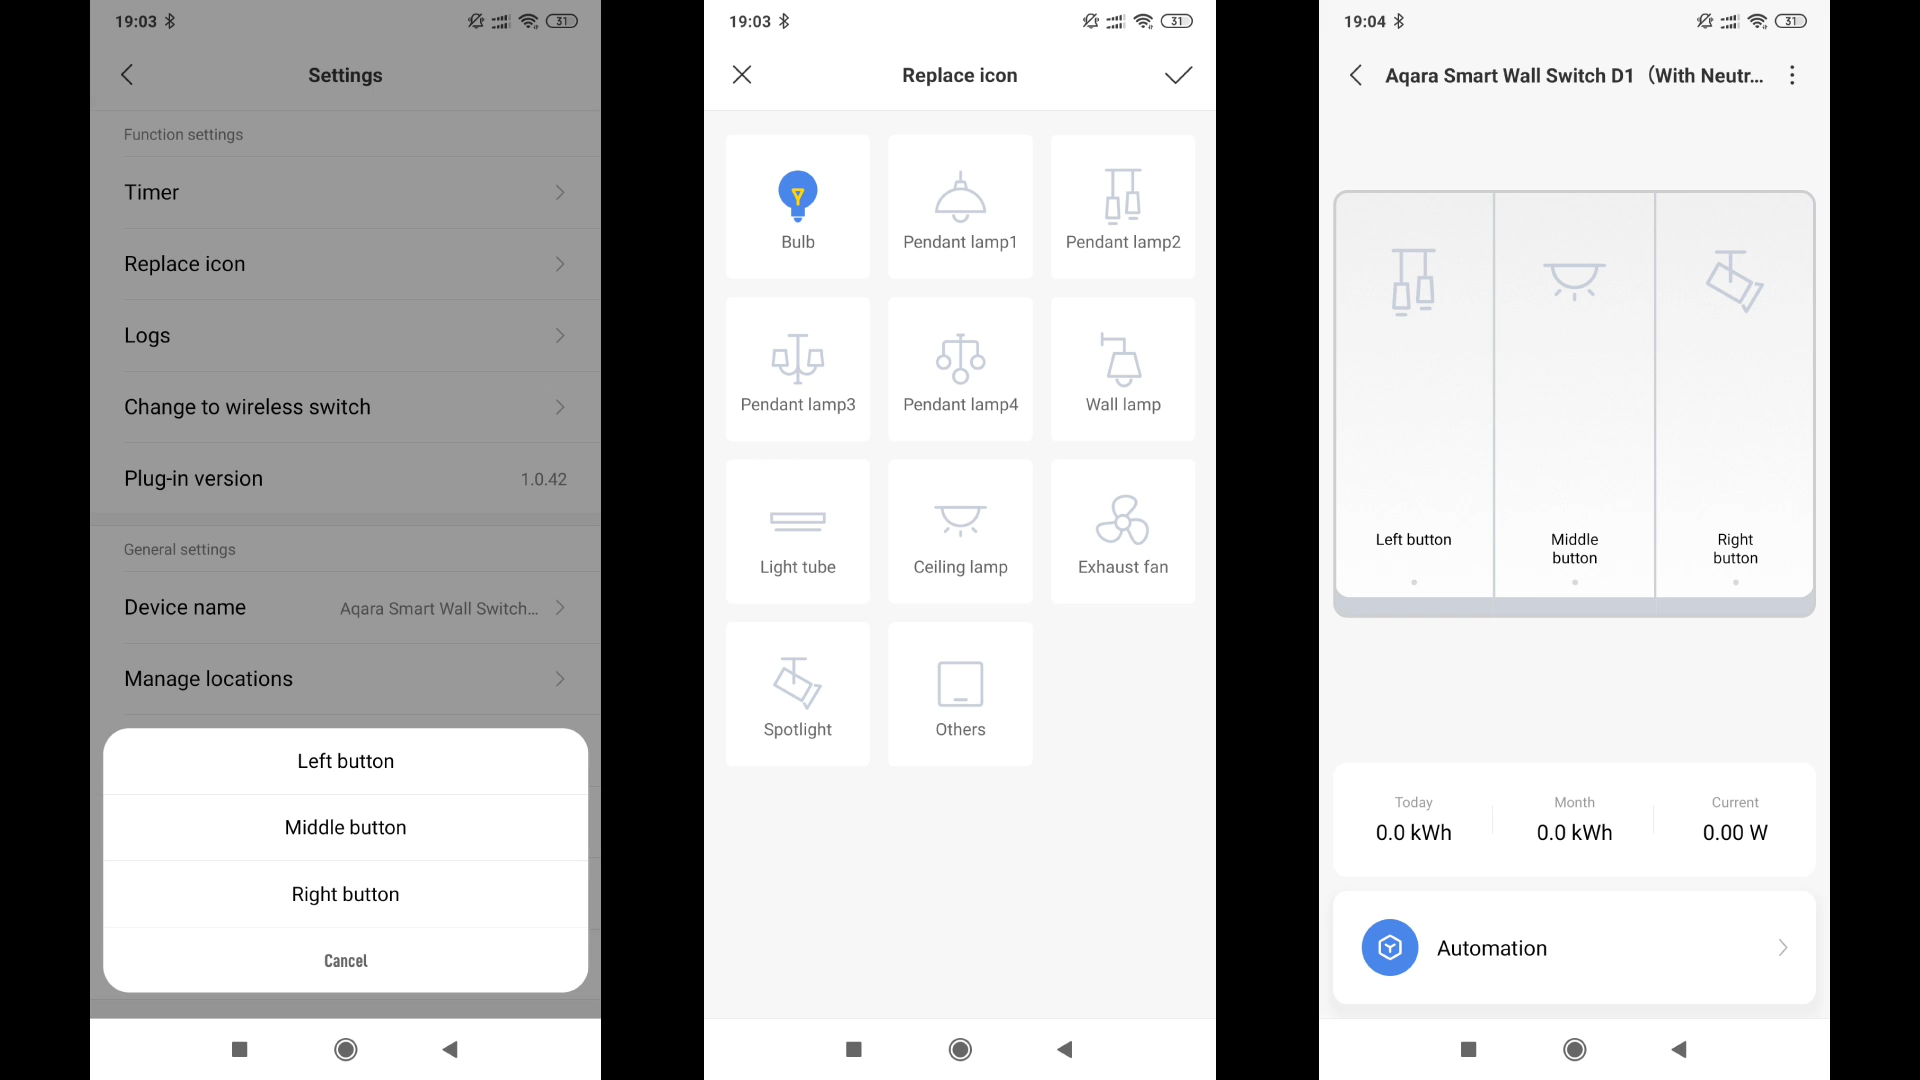 19:03
31
Settings
Function settings
Timer
Replace icon
Logs
Change to wireless switch
Plug-in version 1.0.42
General settings
Device name Aqara Smart Wall Switch...
Manage locations
Left button
Middle button
Right button
Cancel
19:03
31
Replace icon
Bulb
Pendant lamp1
Pendant lamp2
Pendant lamp3
Pendant lamp4
Wall lamp
Light tube
Ceiling lamp
Exhaust fan
Spotlight
Others
19:04
31
Aqara Smart Wall Switch D1（With Neutr...
Left button
Middle
button
Right
button
Today
0.0 kWh
Month
0.0 kWh
Current
0.00 W
Automation